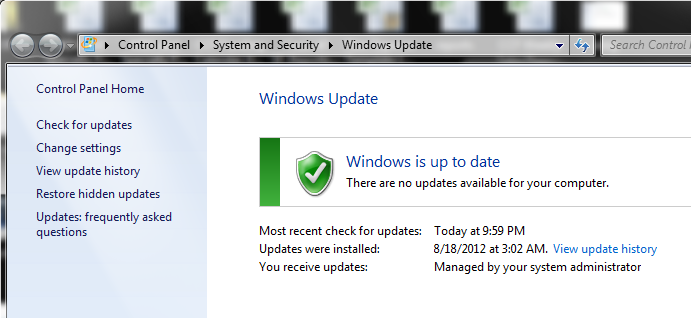 Control Panel System and Security Windows Update
Search Control
Control Panel Home
Check for updates
Change settings
View update history
Restore hidden updates
Updates: frequently asked
questions
Windows Update
Windows is up to date
There are no updates available for your computer.
Most recent check for updates: Today at 9:59 PM
Updates were installed: 8/18/2012 at 3:02 AM. View update history
You receive updates: Managed by your system administrator